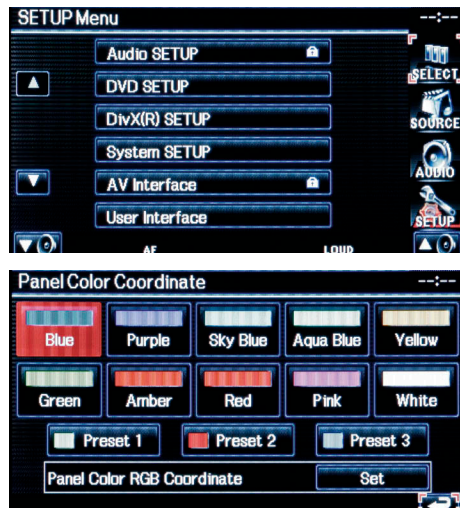 SETUP Menu --:--
Audio SETUP
DVD SETUP
DivX(R) SETUP
System SETUP
AV Interface
User Interface
SELECT
SOURCE
AUDIO
SETUP
AF LOUD
Panel Color Coordinate --:--
Blue Purple Sky Blue Aqua Blue Yellow
Green Amber Red Pink White
Preset 1 Preset 2 Preset 3
Panel Color RGB Coordinate Set